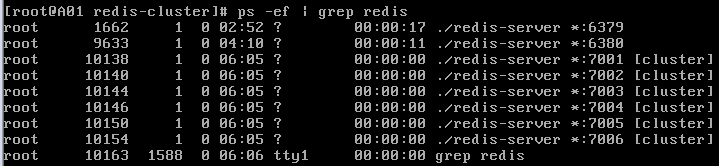 [root@A01 redis-cluster]# ps -ef | grep redis
root 1662 1 0 02:52 ? 00:00:17 ./redis-server *:6379
root 9633 1 0 04:10 ? 00:00:11 ./redis-server *:6380
root 10138 1 0 06:05 ? 00:00:00 ./redis-server *:7001 [cluster]
root 10140 1 0 06:05 ? 00:00:00 ./redis-server *:7002 [cluster]
root 10144 1 0 06:05 ? 00:00:00 ./redis-server *:7003 [cluster]
root 10146 1 0 06:05 ? 00:00:00 ./redis-server *:7004 [cluster]
root 10150 1 0 06:05 ? 00:00:00 ./redis-server *:7005 [cluster]
root 10154 1 0 06:05 ? 00:00:00 ./redis-server *:7006 [cluster]
root 10163 1588 0 06:06 tty1 00:00:00 grep redis